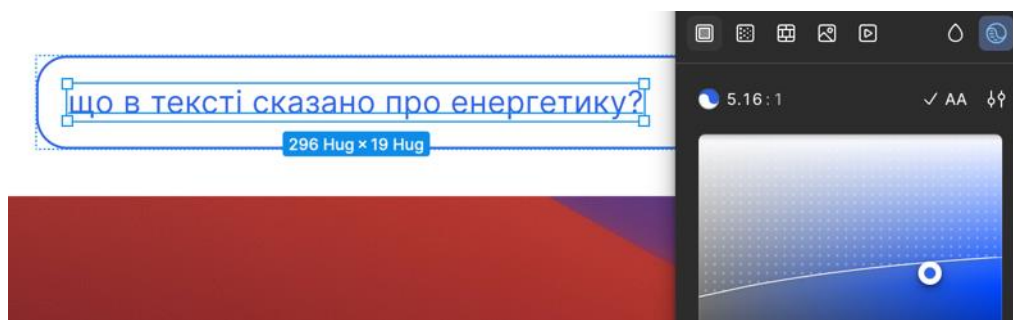 5.16 : 1
AA
що в тексті сказано про енергетику?
296 Hug × 19 Hug